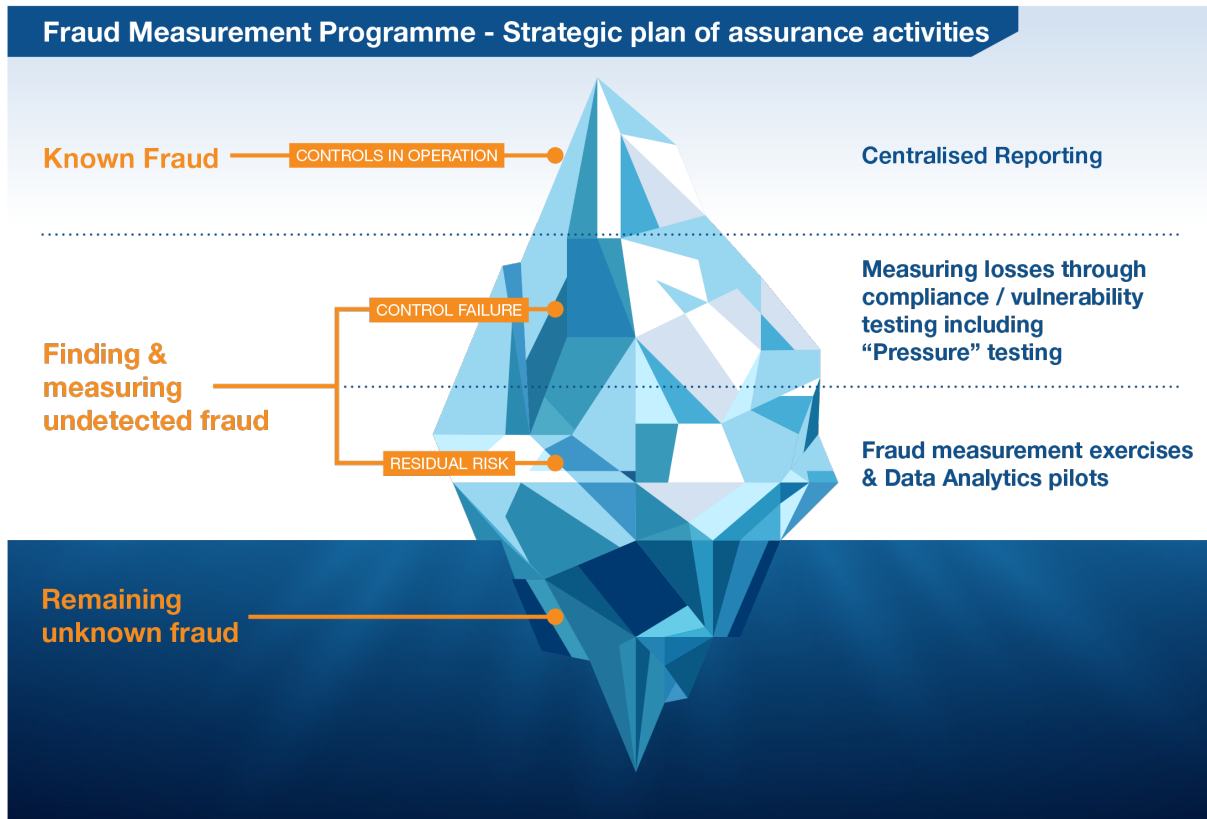 Fraud Measurement Programme - Strategic plan of assurance activities
Known Fraud
CONTROLS IN OPERATION
Centralised Reporting
CONTROL FAILURE
Measuring losses through
compliance / vulnerability
testing including
“Pressure” testing
Finding &
measuring
undetected fraud
RESIDUAL RISK
Fraud measurement exercises
& Data Analytics pilots
Remaining
unknown fraud